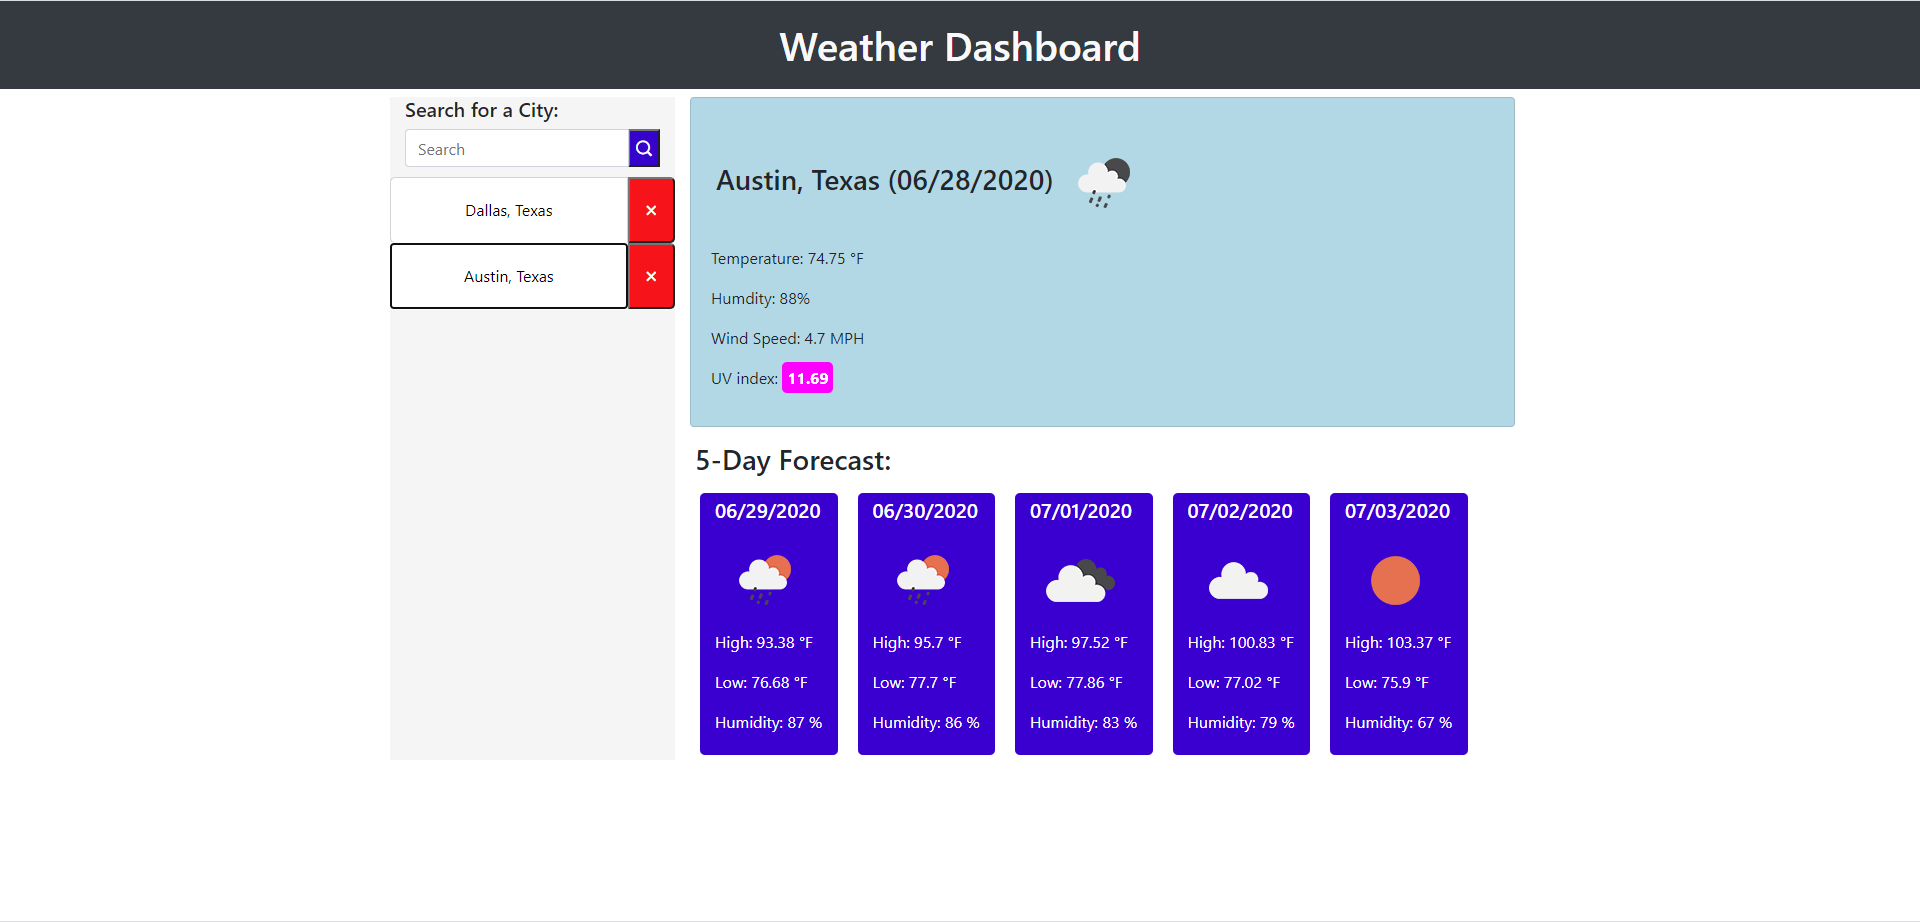 Weather Dashboard
Search for a City:
Search
Dallas, Texas
×
Austin, Texas
×
Austin, Texas (06/28/2020)
Temperature: 74.75 °F
Humdity: 88%
Wind Speed: 4.7 MPH
UV index: 11.69
5-Day Forecast:
06/29/2020
High: 93.38 °F
Low: 76.68 °F
Humidity: 87 %
06/30/2020
High: 95.7 °F
Low: 77.7 °F
Humidity: 86 %
07/01/2020
High: 97.52 °F
Low: 77.86 °F
Humidity: 83 %
07/02/2020
High: 100.83 °F
Low: 77.02 °F
Humidity: 79 %
07/03/2020
High: 103.37 °F
Low: 75.9 °F
Humidity: 67 %